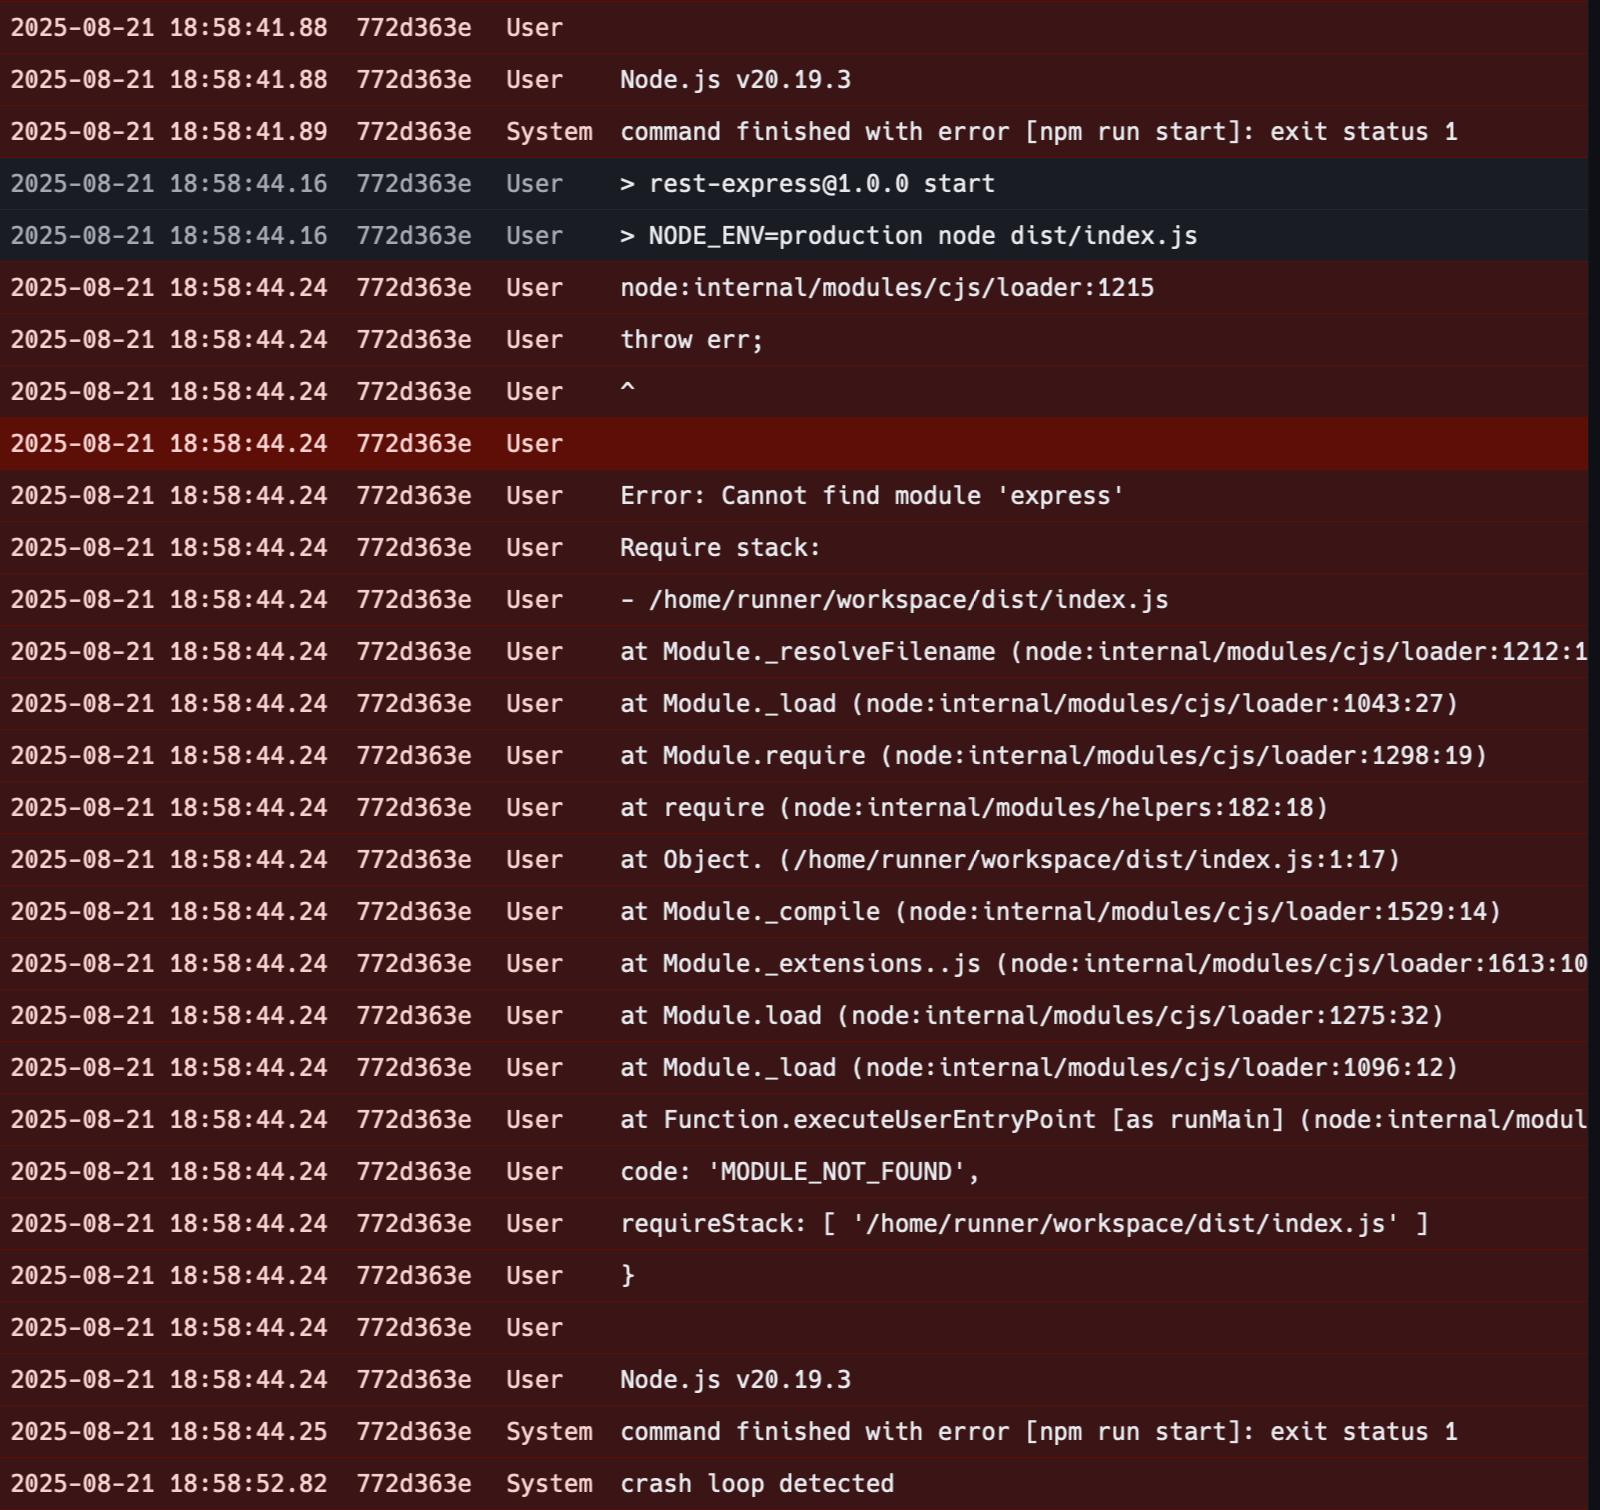 2025-08-21 18:58:41.88 772d363e User
2025-08-21 18:58:41.88 772d363e User Node.js v20.19.3
2025-08-21 18:58:41.89 772d363e System command finished with error [npm run start]: exit status 1
2025-08-21 18:58:44.16 772d363e User > rest-express@1.0.0 start
2025-08-21 18:58:44.16 772d363e User > NODE_ENV=production node dist/index.js
2025-08-21 18:58:44.24 772d363e User node:internal/modules/cjs/loader:1215
2025-08-21 18:58:44.24 772d363e User throw err;
2025-08-21 18:58:44.24 772d363e User ^
2025-08-21 18:58:44.24 772d363e User
2025-08-21 18:58:44.24 772d363e User Error: Cannot find module 'express'
2025-08-21 18:58:44.24 772d363e User Require stack:
2025-08-21 18:58:44.24 772d363e User - /home/runner/workspace/dist/index.js
2025-08-21 18:58:44.24 772d363e User at Module._resolveFilename (node:internal/modules/cjs/loader:1212:1
2025-08-21 18:58:44.24 772d363e User at Module._load (node:internal/modules/cjs/loader:1043:27)
2025-08-21 18:58:44.24 772d363e User at Module.require (node:internal/modules/cjs/loader:1298:19)
2025-08-21 18:58:44.24 772d363e User at require (node:internal/modules/helpers:182:18)
2025-08-21 18:58:44.24 772d363e User at Object. (/home/runner/workspace/dist/index.js:1:17)
2025-08-21 18:58:44.24 772d363e User at Module._compile (node:internal/modules/cjs/loader:1529:14)
2025-08-21 18:58:44.24 772d363e User at Module._extensions..js (node:internal/modules/cjs/loader:1613:10
2025-08-21 18:58:44.24 772d363e User at Module.load (node:internal/modules/cjs/loader:1275:32)
2025-08-21 18:58:44.24 772d363e User at Module._load (node:internal/modules/cjs/loader:1096:12)
2025-08-21 18:58:44.24 772d363e User at Function.executeUserEntryPoint [as runMain] (node:internal/modul
2025-08-21 18:58:44.24 772d363e User code: 'MODULE_NOT_FOUND',
2025-08-21 18:58:44.24 772d363e User requireStack: [ '/home/runner/workspace/dist/index.js' ]
2025-08-21 18:58:44.24 772d363e User }
2025-08-21 18:58:44.24 772d363e User
2025-08-21 18:58:44.24 772d363e User Node.js v20.19.3
2025-08-21 18:58:44.25 772d363e System command finished with error [npm run start]: exit status 1
2025-08-21 18:58:52.82 772d363e System crash loop detected